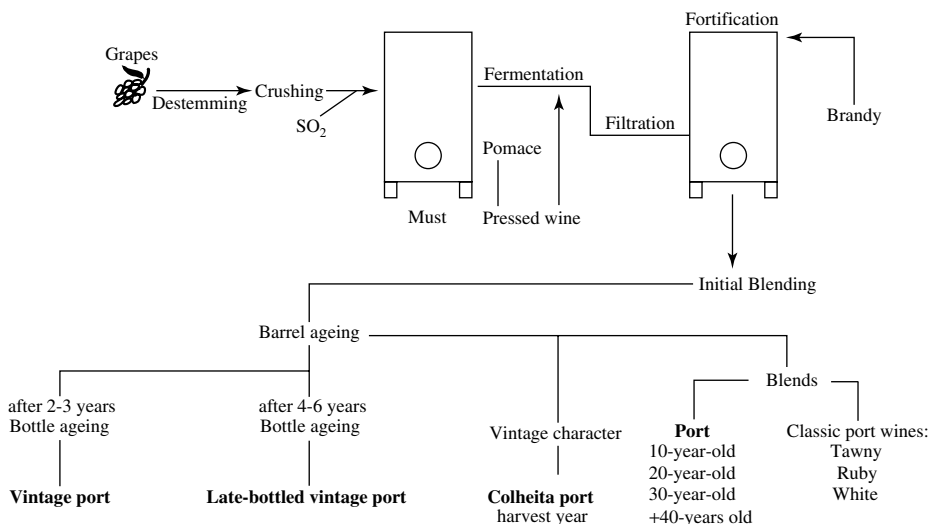 Fortification
Grapes
Destemming
Crushing
SO2
Fermentation
Filtration
Brandy
Pomace
Must
Pressed wine
Initial Blending
Barrel ageing
after 2-3 years
Bottle ageing
after 4-6 years
Bottle ageing
Vintage character
Blends
Port
10-year-old
20-year-old
30-year-old
+40-years old
Classic port wines:
Tawny
Ruby
White
Vintage port
Late-bottled vintage port
Colheita port
harvest year